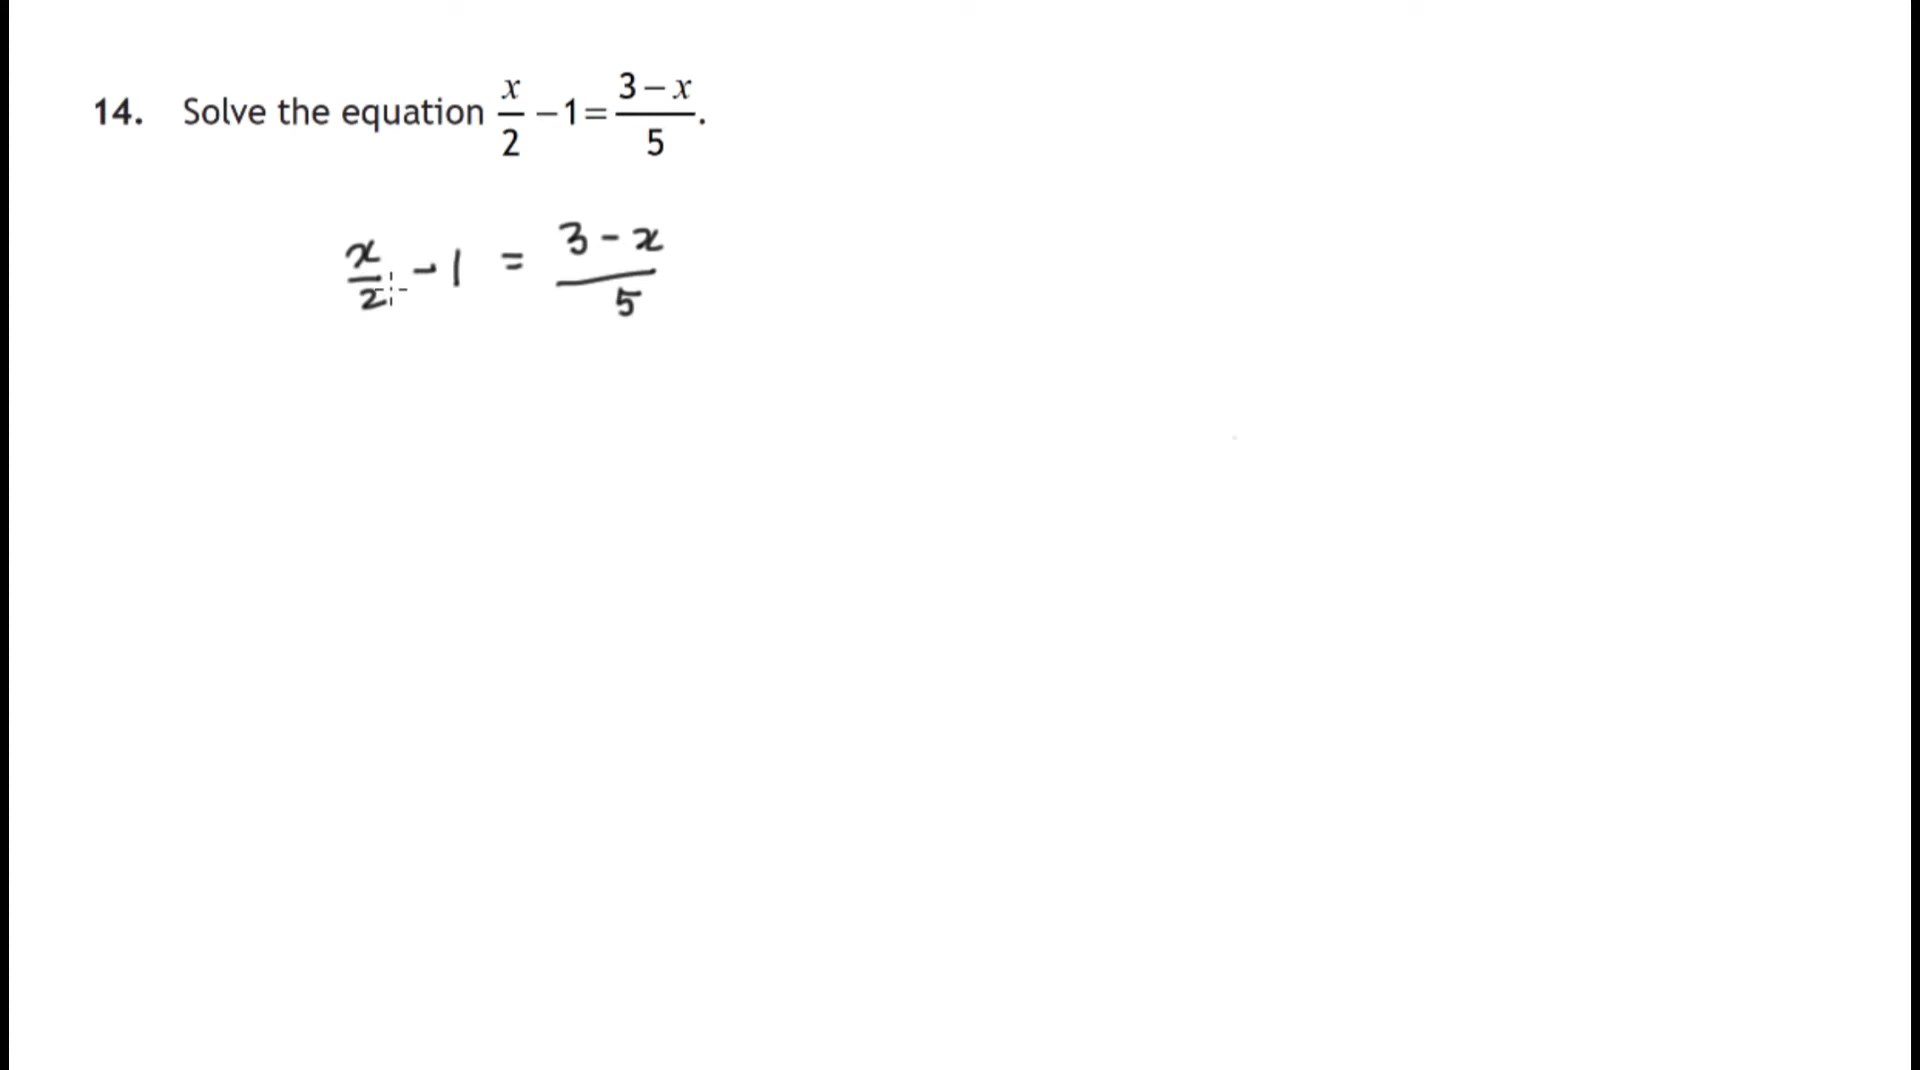 14. Solve the equation x/2 −1= (3−x)/5.
x/2 - 1 = (3 - x)/5